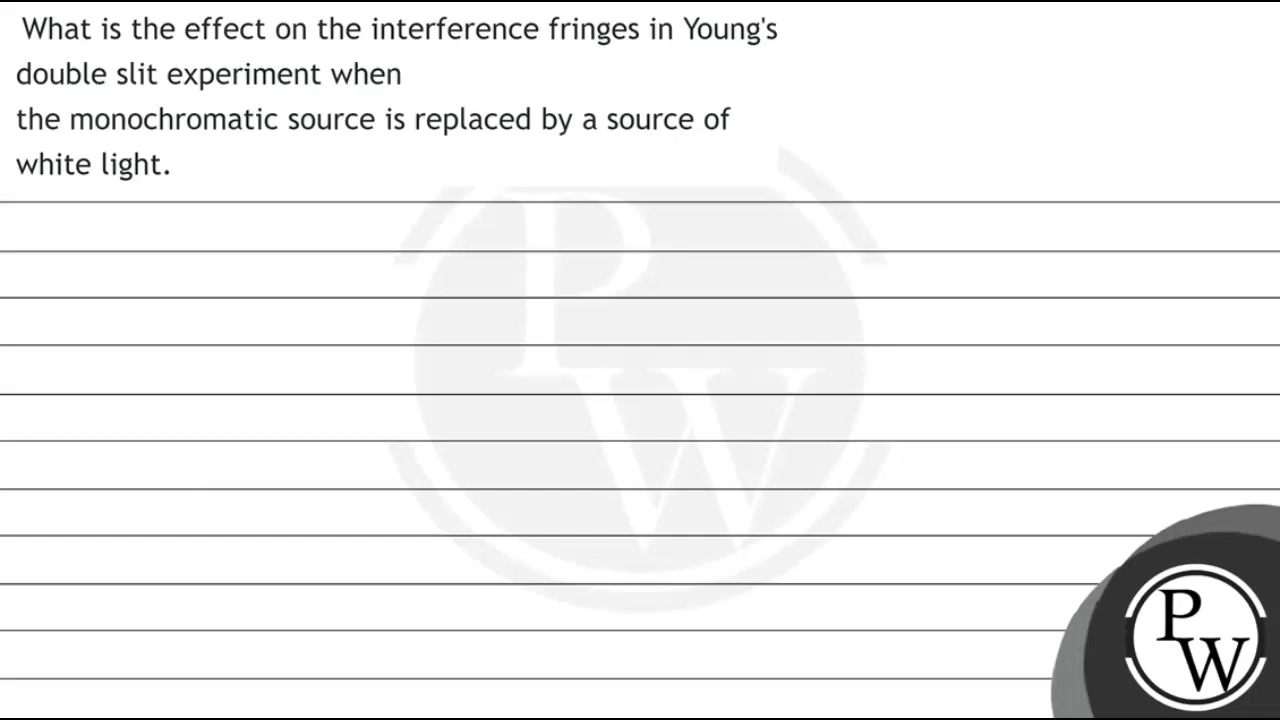 What is the effect on the interference fringes in Young's
double slit experiment when
the monochromatic source is replaced by a source of
white light.
P
W
P
W